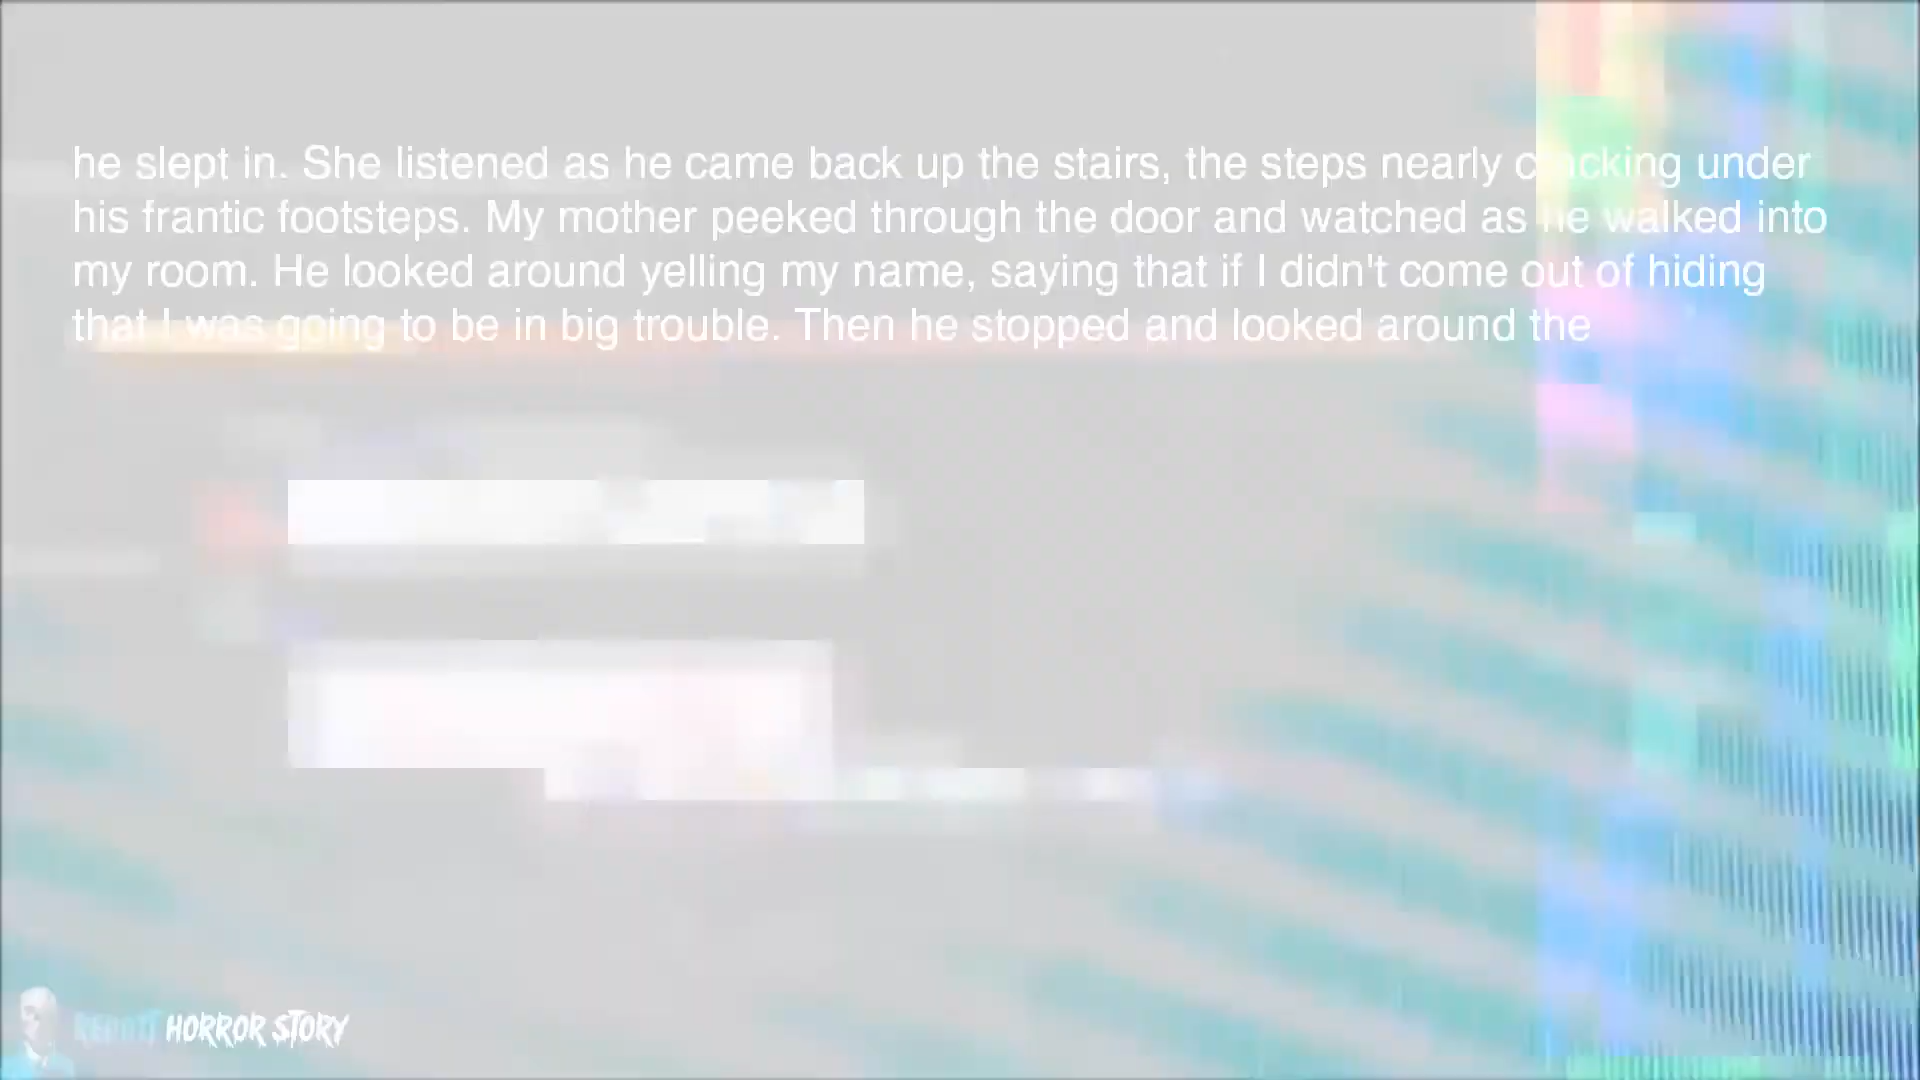 he slept in. She listened as he came back up the stairs, the steps nearly cracking under
his frantic footsteps. My mother peeked through the door and watched as he walked into
my room. He looked around yelling my name, saying that if I didn't come out of hiding
that I was going to be in big trouble. Then he stopped and looked around the
REDDIT HORROR STORY